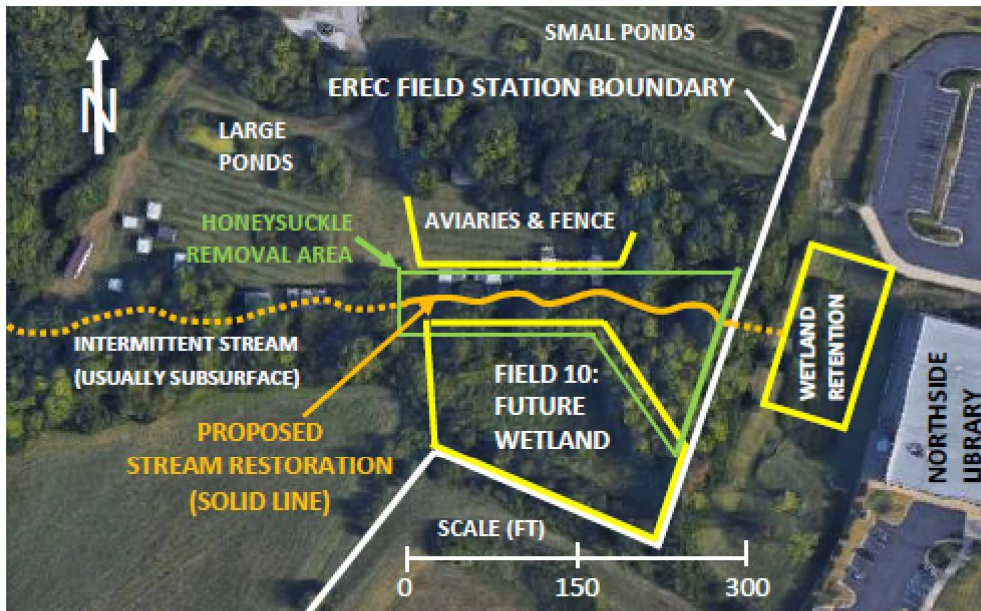 SMALL PONDS
EREC FIELD STATION BOUNDARY
N
LARGE
PONDS
HONEYSUCKLE
REMOVAL AREA
AVIARIES & FENCE
INTERMITTENT STREAM
(USUALLY SUBSURFACE)
WETLAND
RETENTION
FIELD 10:
FUTURE
WETLAND
PROPOSED
STREAM RESTORATION
(SOLID LINE)
NORTHSIDE
LIBRARY
SCALE (FT)
0 150 300